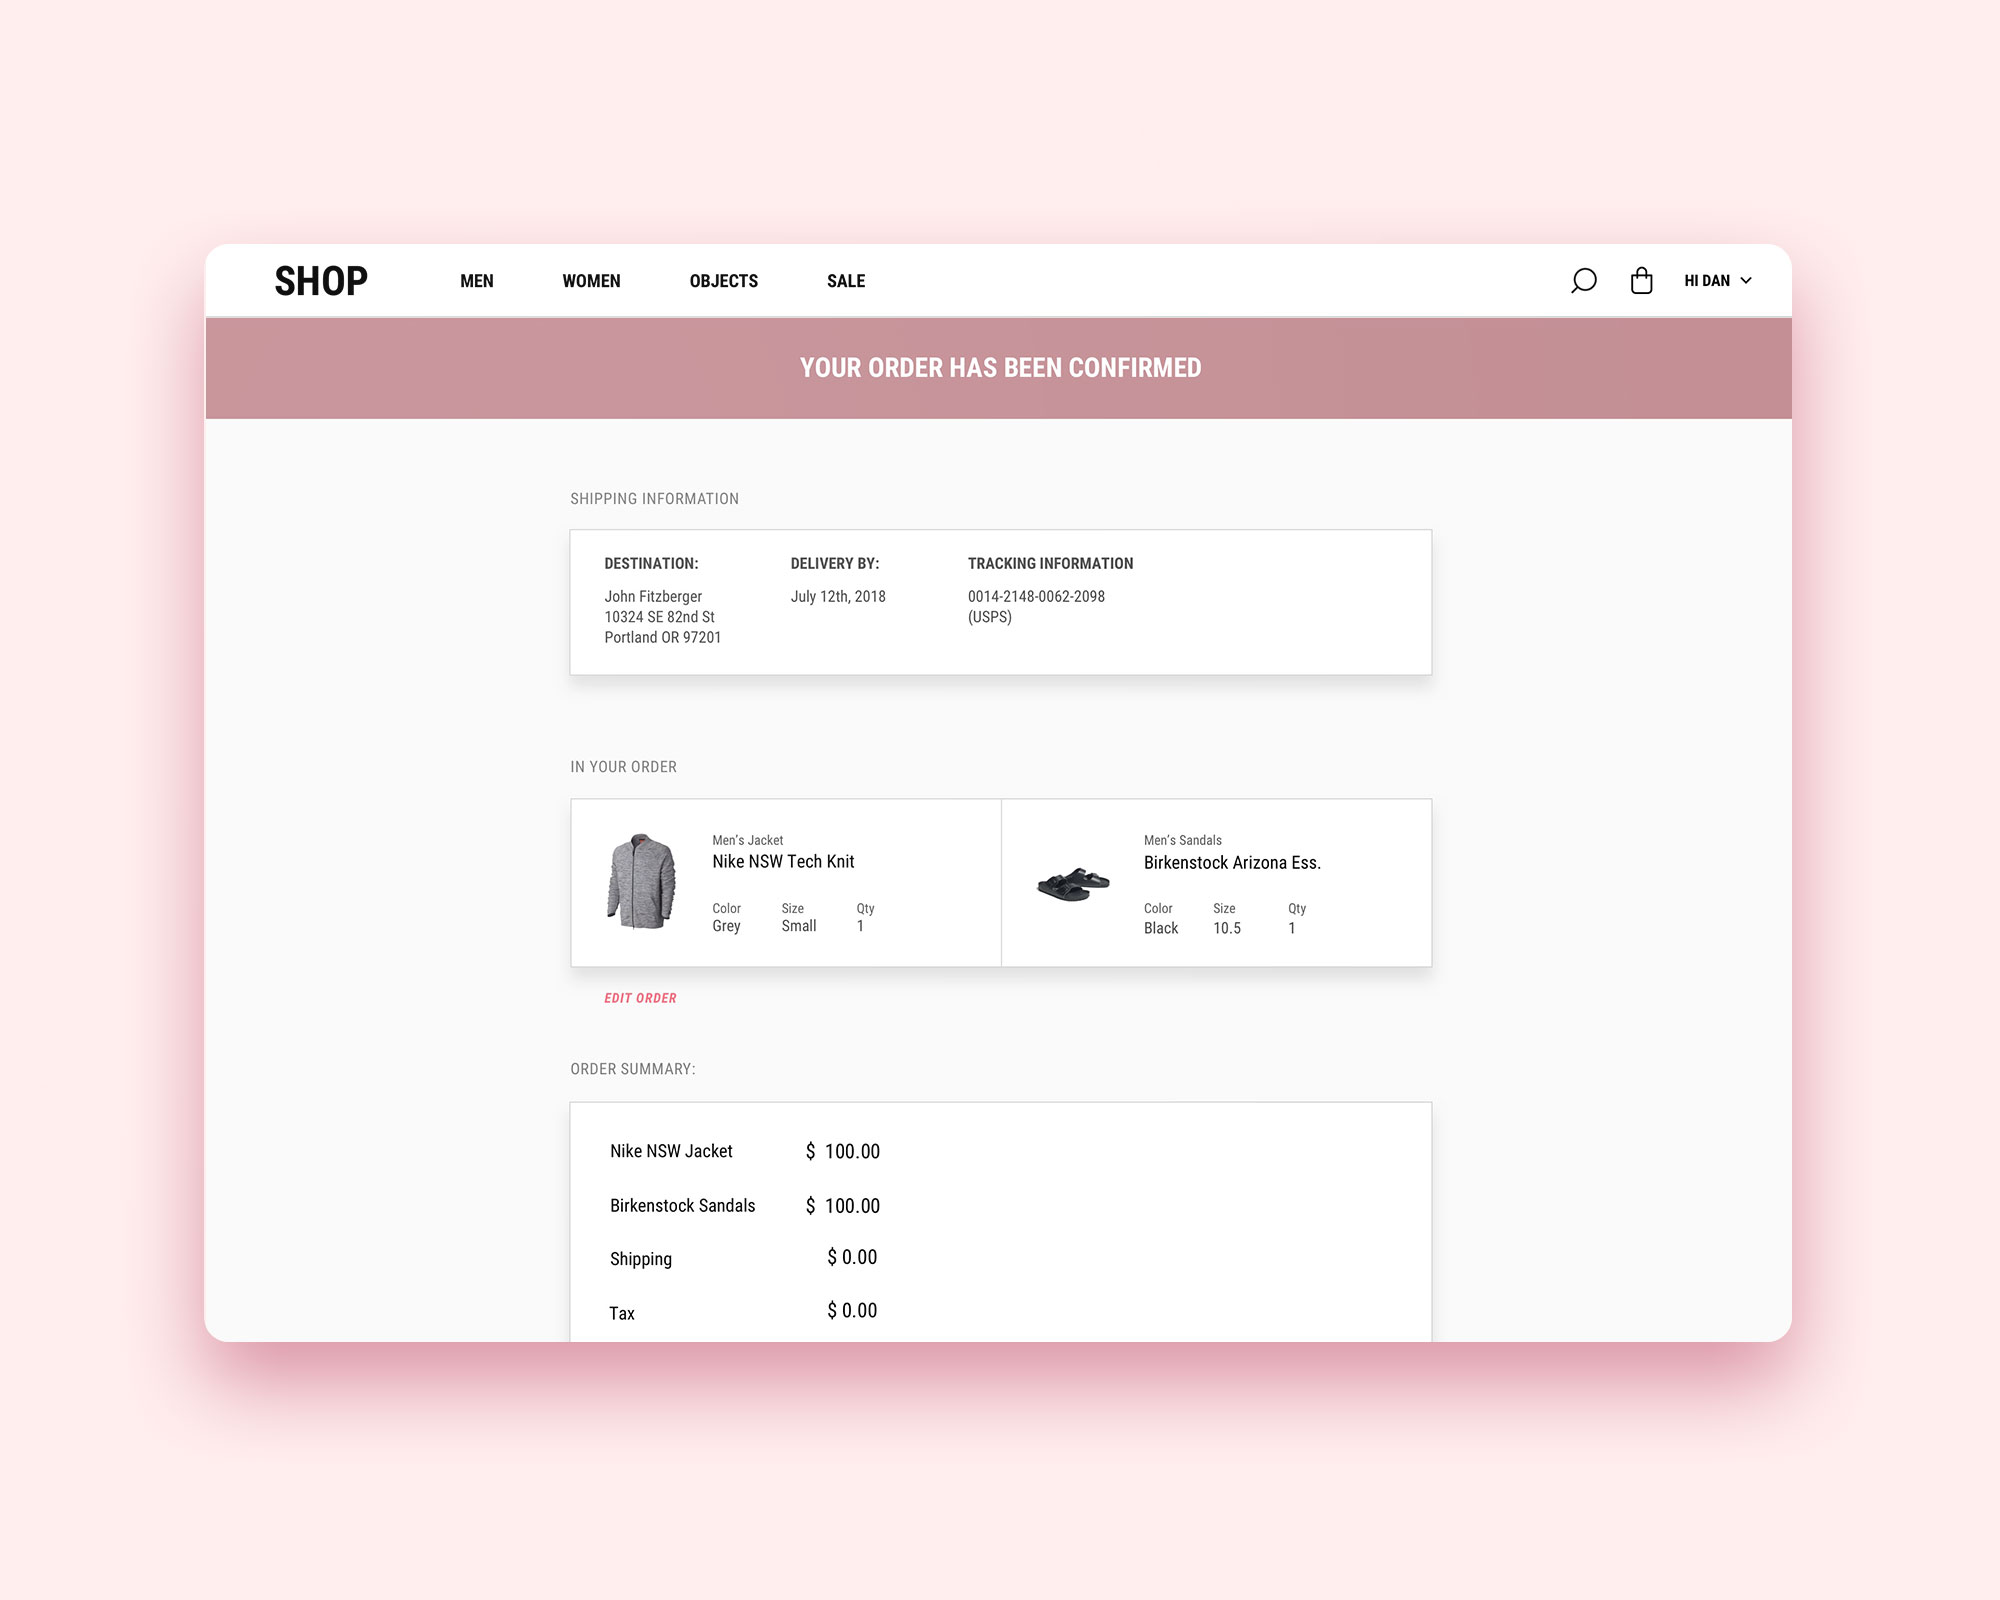 SHOP MEN WOMEN OBJECTS SALE HI DAN
YOUR ORDER HAS BEEN CONFIRMED
SHIPPING INFORMATION
DESTINATION:
John Fitzberger
10324 SE 82nd St
Portland OR 97201
DELIVERY BY:
July 12th, 2018
TRACKING INFORMATION
0014-2148-0062-2098
(USPS)
IN YOUR ORDER
Men's Jacket
Nike NSW Tech Knit
Color Size Qty
Grey Small 1
Men's Sandals
Birkenstock Arizona Ess.
Color Size Qty
Black 10.5 1
EDIT ORDER
ORDER SUMMARY:
Nike NSW Jacket $ 100.00
Birkenstock Sandals $ 100.00
Shipping $ 0.00
Tax $ 0.00